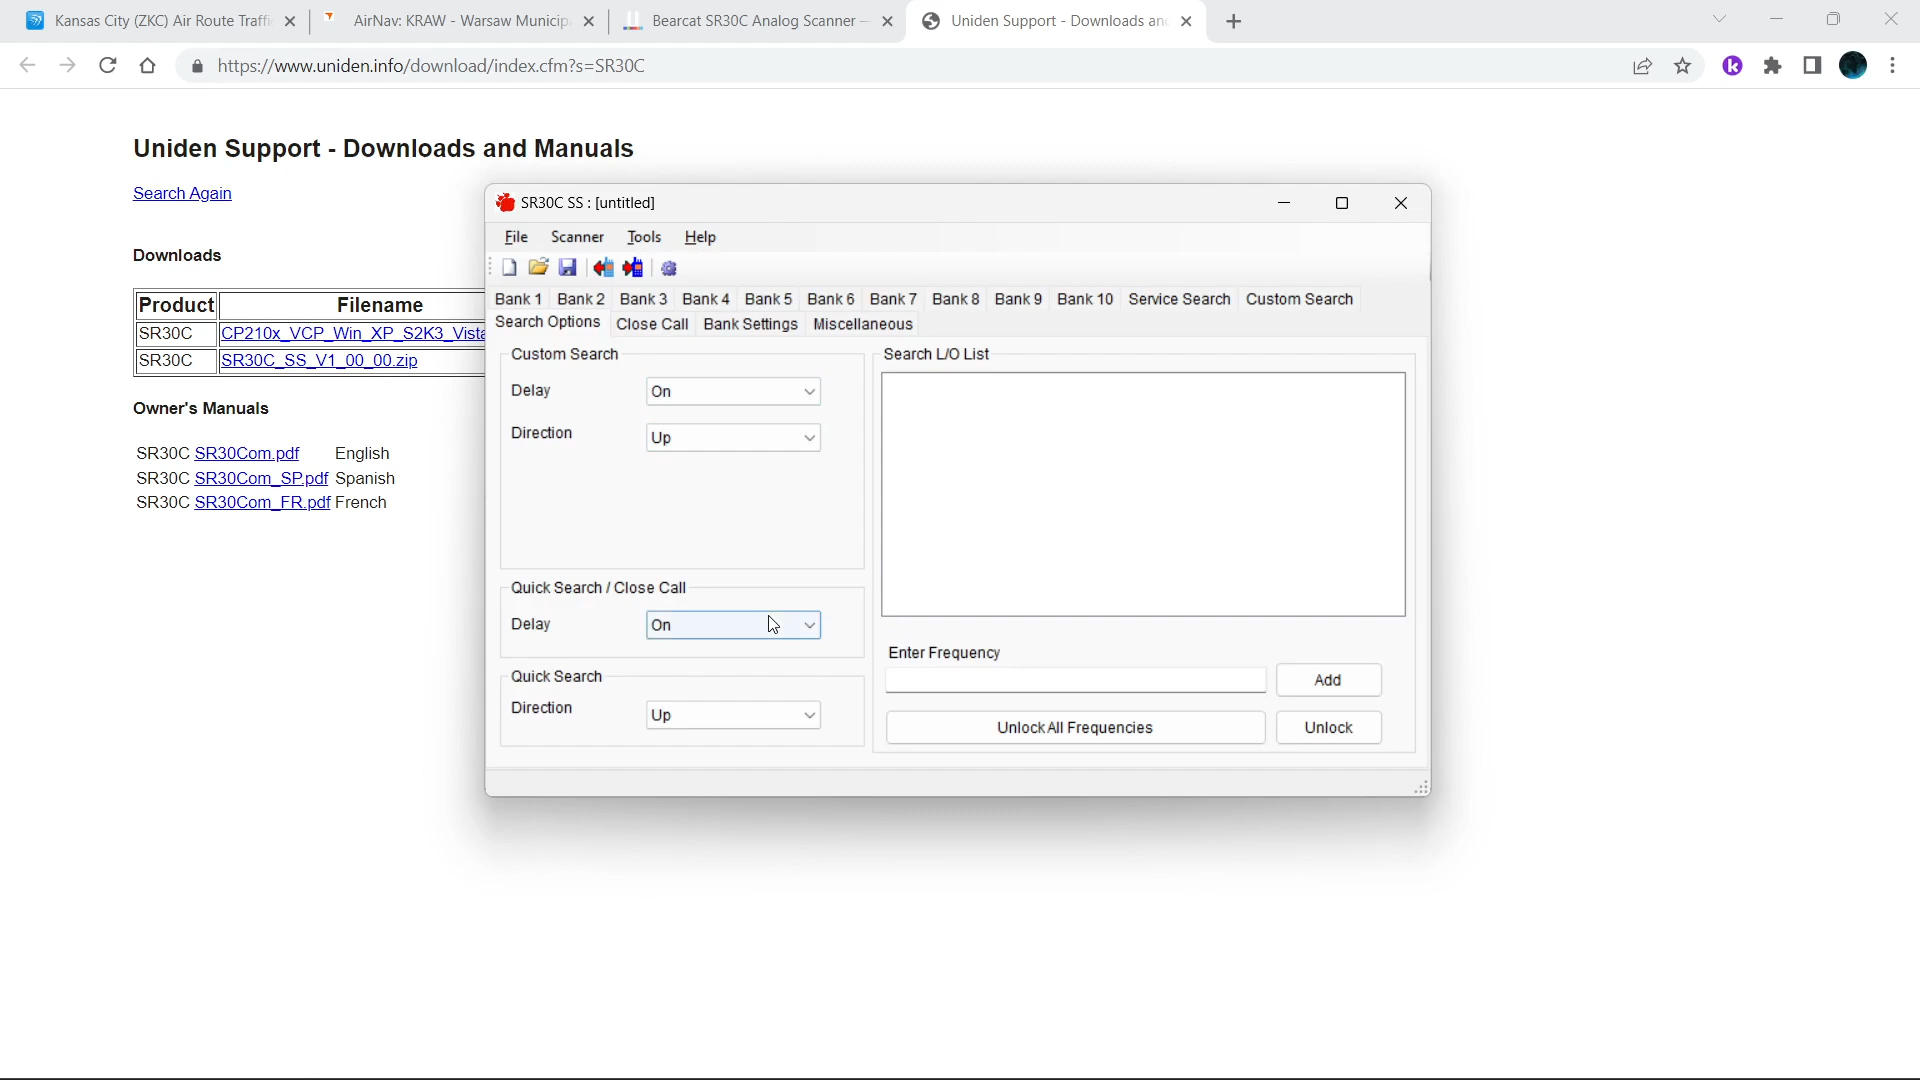 Kansas City (ZKC) Air Route Traffi
AirNav: KRAW - Warsaw Municip
Bearcat SR30C Analog Scanner –
Uniden Support - Downloads an
https://www.uniden.info/download/index.cfm?s=SR30C
Uniden Support - Downloads and Manuals
Search Again
Downloads
Product Filename
SR30C CP210x_VCP_Win_XP_S2K3_Vista
SR30C SR30C_SS_V1_00_00.zip
Owner's Manuals
SR30C SR30Com.pdf English
SR30C SR30Com_SP.pdf Spanish
SR30C SR30Com_FR.pdf French
SR30C SS : [untitled]
File Scanner Tools Help
Bank 1 Bank 2 Bank 3 Bank 4 Bank 5 Bank 6 Bank 7 Bank 8 Bank 9 Bank 10 Service Search Custom Search
Search Options Close Call Bank Settings Miscellaneous
Custom Search
Delay On
Direction Up
Quick Search / Close Call
Delay On
Quick Search
Direction Up
Search L/O List
Enter Frequency
Add
Unlock All Frequencies Unlock